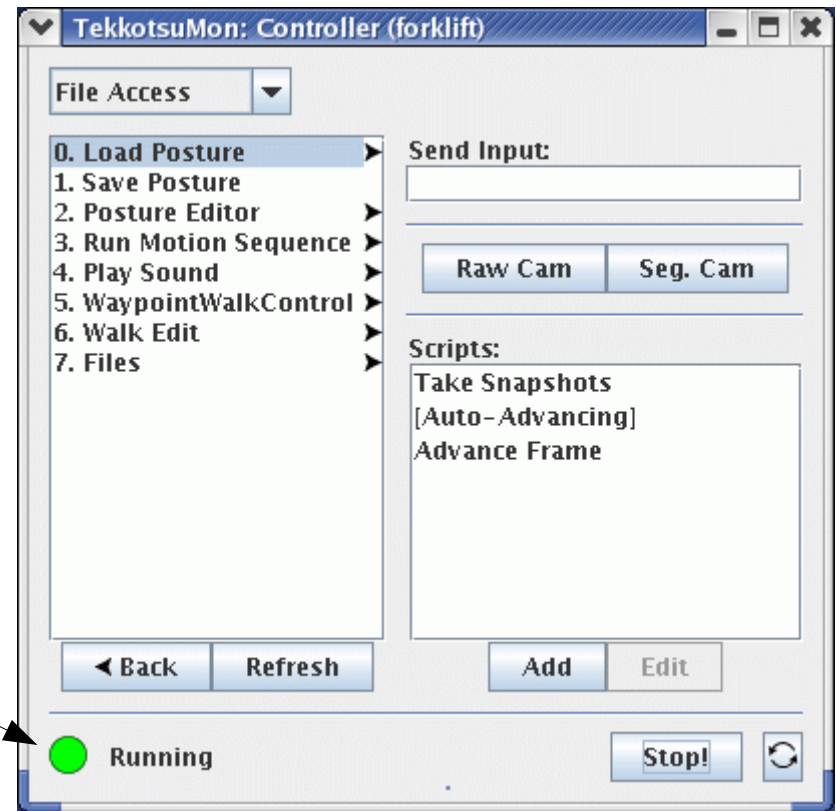 TekkotsuMon: Controller (forklift)
File Access
0. Load Posture
1. Save Posture
2. Posture Editor
3. Run Motion Sequence
4. Play Sound
5. WaypointWalkControl
6. Walk Edit
7. Files
Back
Refresh
Send Input:
Raw Cam
Seg. Cam
Scripts:
Take Snapshots
[Auto-Advancing]
Advance Frame
Add
Edit
Running
Stop!